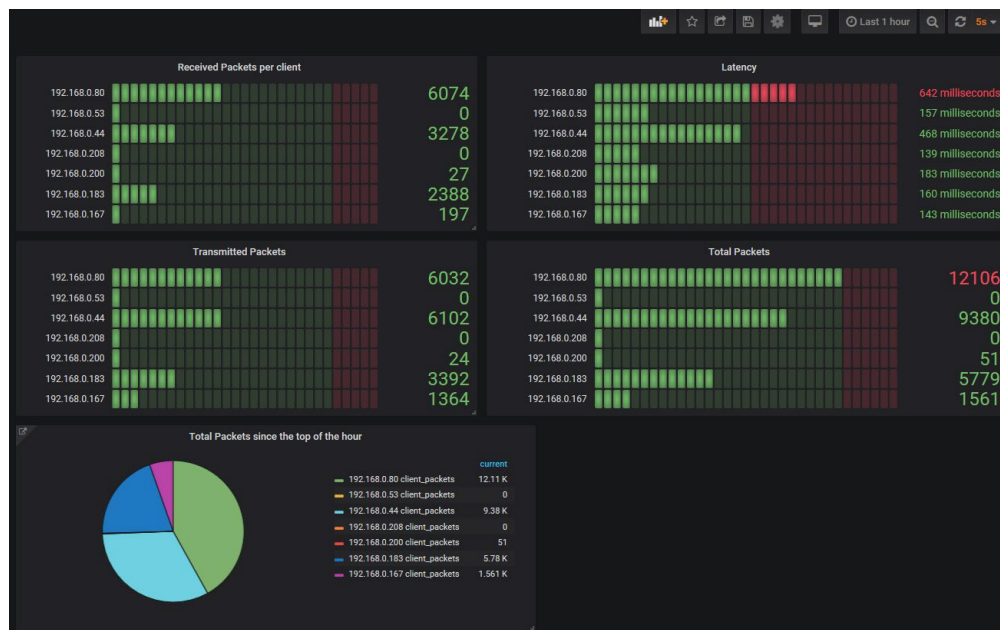 Last 1 hour 5s
Received Packets per client
192.168.0.80 6074
192.168.0.53 0
192.168.0.44 3278
192.168.0.208 0
192.168.0.200 27
192.168.0.183 2388
192.168.0.167 197
Latency
192.168.0.80 642 milliseconds
192.168.0.53 157 milliseconds
192.168.0.44 468 milliseconds
192.168.0.208 139 milliseconds
192.168.0.200 183 milliseconds
192.168.0.183 160 milliseconds
192.168.0.167 143 milliseconds
Transmitted Packets
192.168.0.80 6032
192.168.0.53 0
192.168.0.44 6102
192.168.0.208 0
192.168.0.200 24
192.168.0.183 3392
192.168.0.167 1364
Total Packets
192.168.0.80 12106
192.168.0.53 0
192.168.0.44 9380
192.168.0.208 0
192.168.0.200 51
192.168.0.183 5779
192.168.0.167 1561
Total Packets since the top of the hour
current
192.168.0.80 client_packets 12.11 K
192.168.0.53 client_packets 0
192.168.0.44 client_packets 9.38 K
192.168.0.208 client_packets 0
192.168.0.200 client_packets 51
192.168.0.183 client_packets 5.78 K
192.168.0.167 client_packets 1.561 K